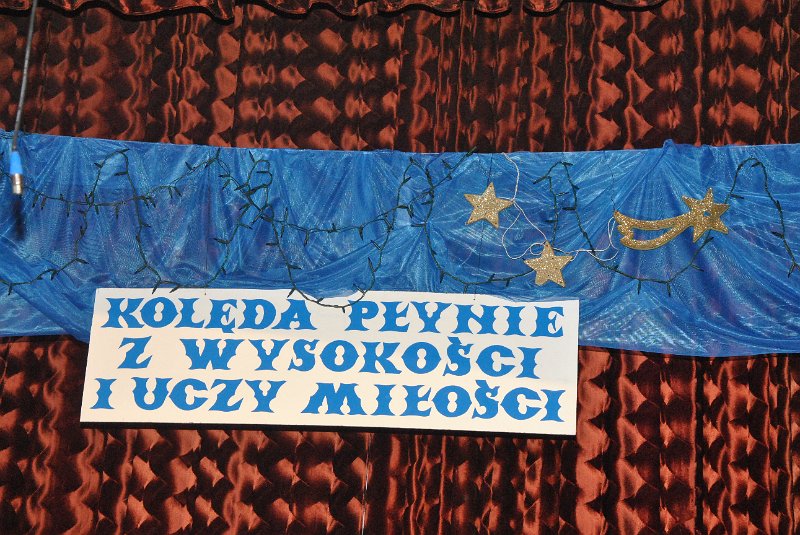 KOLĘDA PŁYNIE
Z WYSOKOŚCI
I UCZY MIŁOŚCI